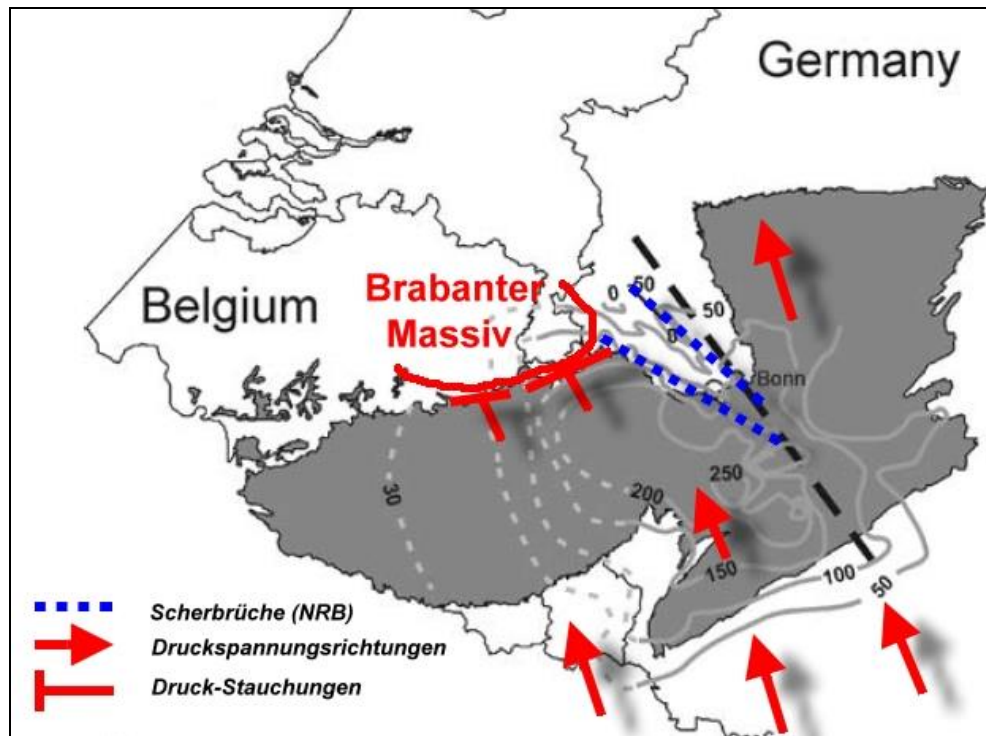 Germany
Belgium
Brabanter
Massiv
0
50
50
0
Bonn
30
200
250
150
100
50
Scherbrüche (NRB)
Druckspannungsrichtungen
Druck-Stauchungen